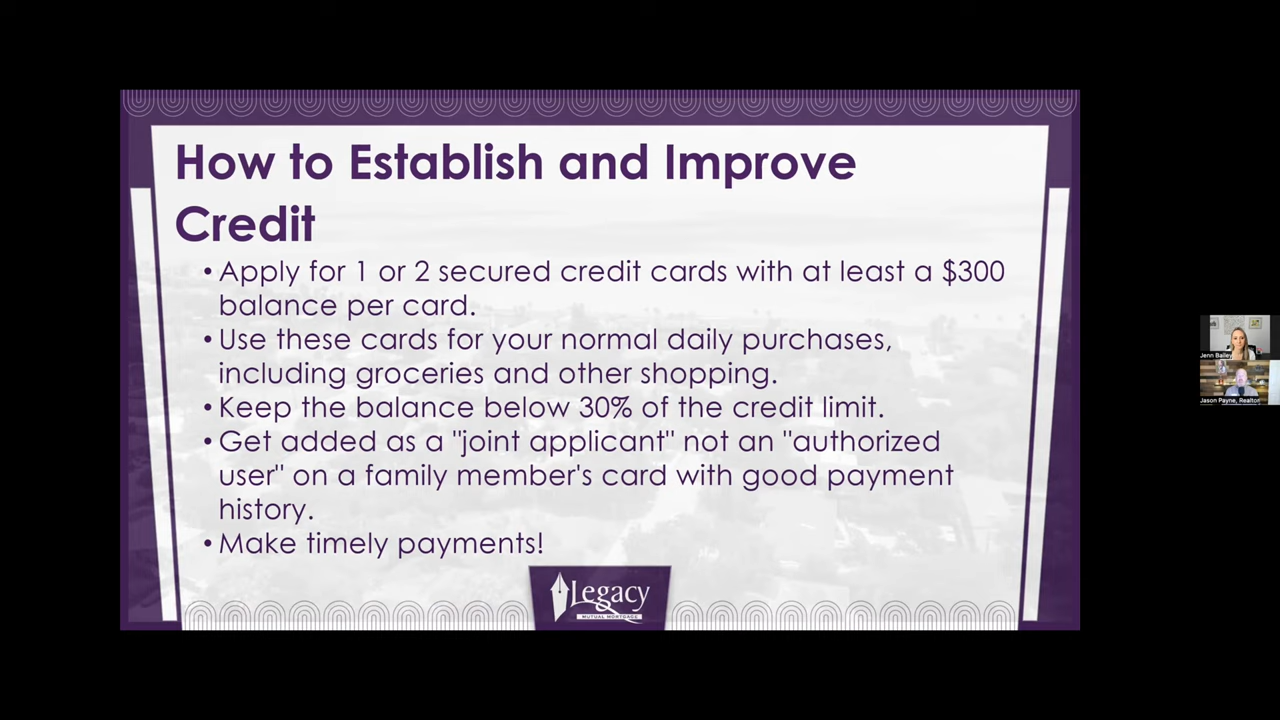 How to Establish and Improve
Credit
• Apply for 1 or 2 secured credit cards with at least a $300
balance per card.
• Use these cards for your normal daily purchases,
including groceries and other shopping.
• Keep the balance below 30% of the credit limit.
• Get added as a "joint applicant" not an "authorized
user" on a family member's card with good payment
history.
• Make timely payments!
Legacy
MUTUAL MORTGAGE
Jenn Bailey
Jason Payne, Realtor